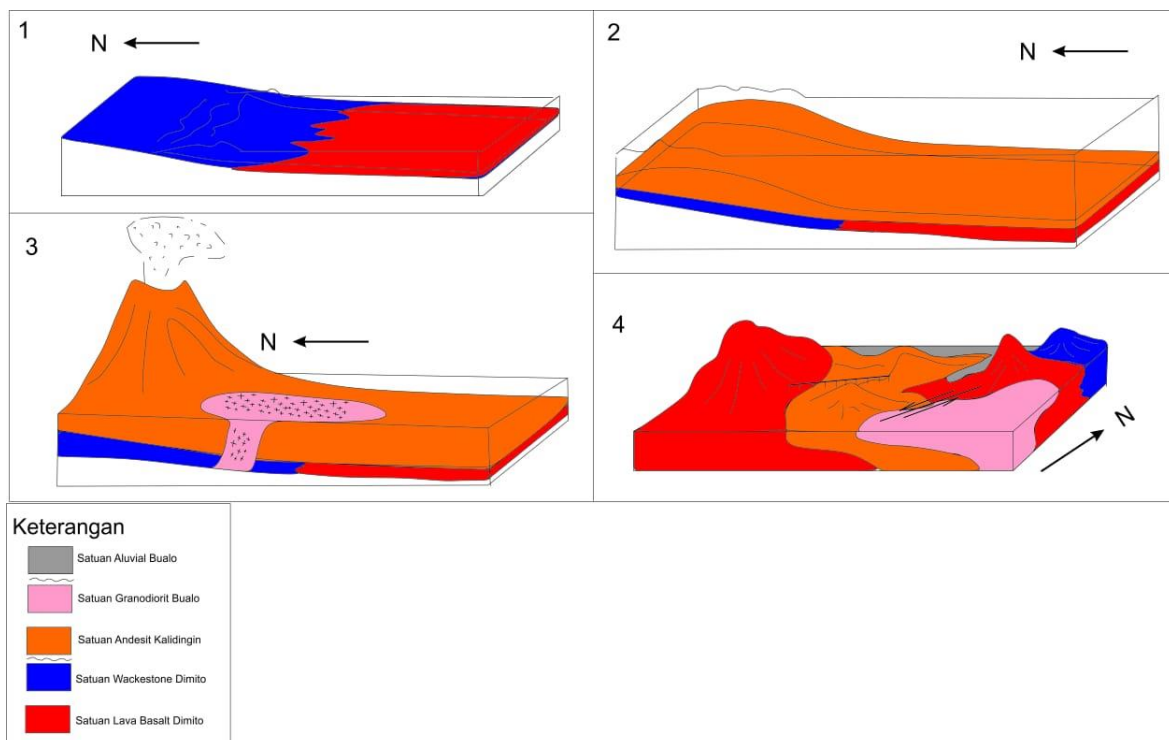 1
N
2
N
3
N
4
N
Keterangan
Satuan Aluvial Bualo
Satuan Granodiorit Bualo
Satuan Andesit Kalidingin
Satuan Wackestone Dimito
Satuan Lava Basalt Dimito